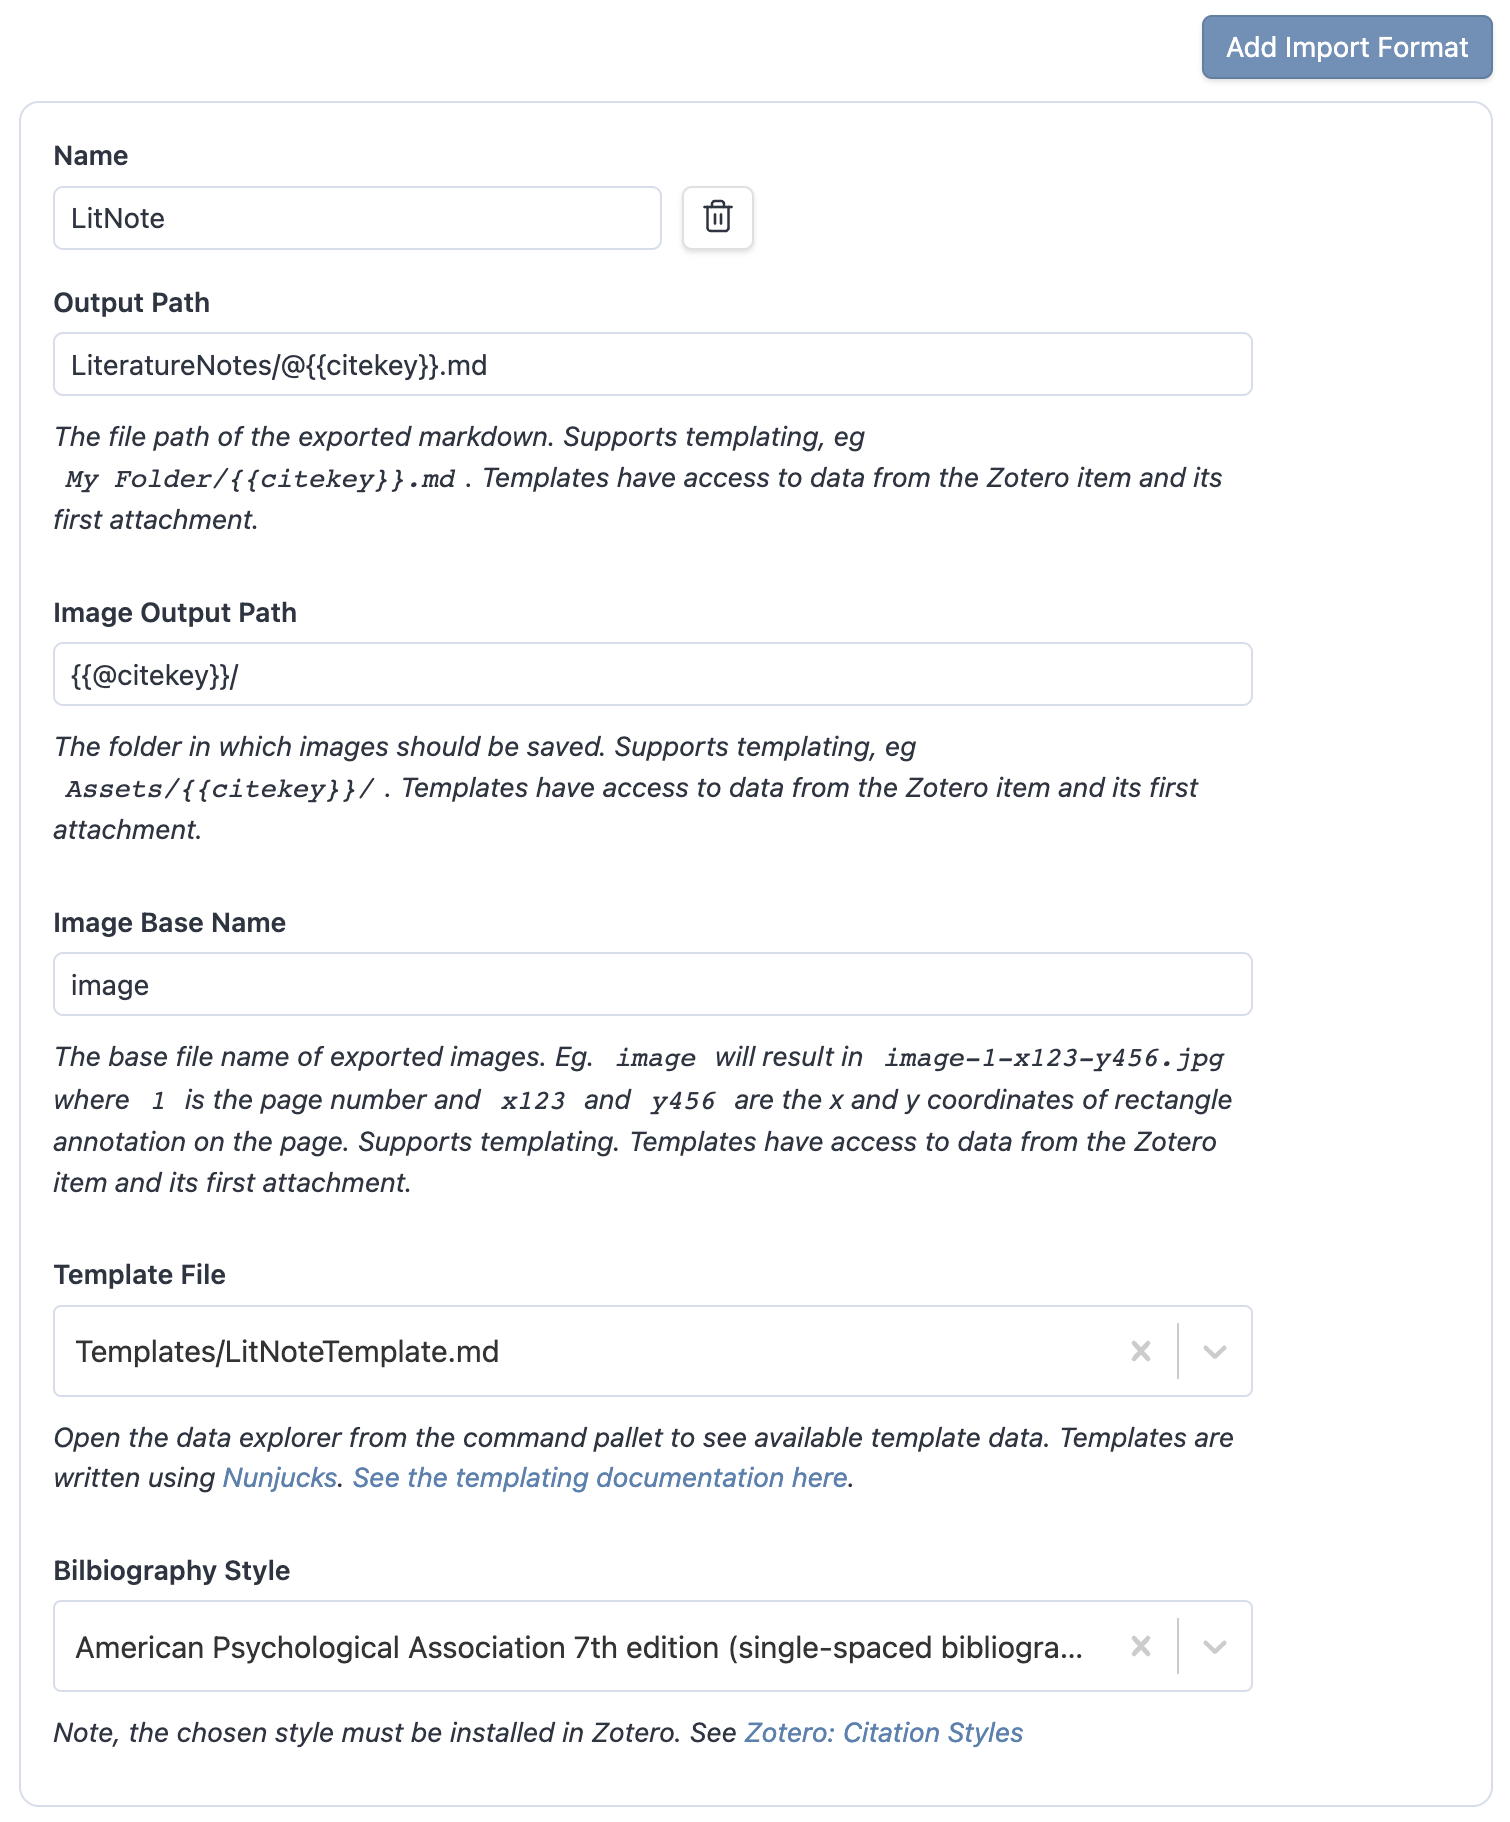 Add Import Format
Name
LitNote
Output Path
LiteratureNotes/@{{citekey}}.md
The file path of the exported markdown. Supports templating, eg
My Folder/{{citekey}}.md . Templates have access to data from the Zotero item and its
first attachment.
Image Output Path
{{@citekey}}/
The folder in which images should be saved. Supports templating, eg
Assets/{{citekey}}/ . Templates have access to data from the Zotero item and its first
attachment.
Image Base Name
image
The base file name of exported images. Eg. image will result in image-1-x123-y456.jpg
where 1 is the page number and x123 and y456 are the x and y coordinates of rectangle
annotation on the page. Supports templating. Templates have access to data from the Zotero
item and its first attachment.
Template File
Templates/LitNoteTemplate.md
Open the data explorer from the command pallet to see available template data. Templates are
written using Nunjucks. See the templating documentation here.
Bilbiography Style
American Psychological Association 7th edition (single-spaced bibliogra...
Note, the chosen style must be installed in Zotero. See Zotero: Citation Styles